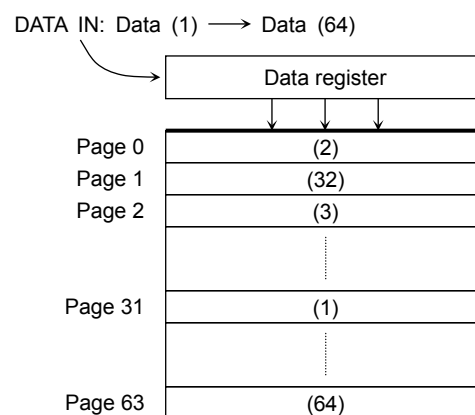 DATA IN: Data (1) → Data (64)
Data register
Page 0 (2)
Page 1 (32)
Page 2 (3)
Page 31 (1)
Page 63 (64)